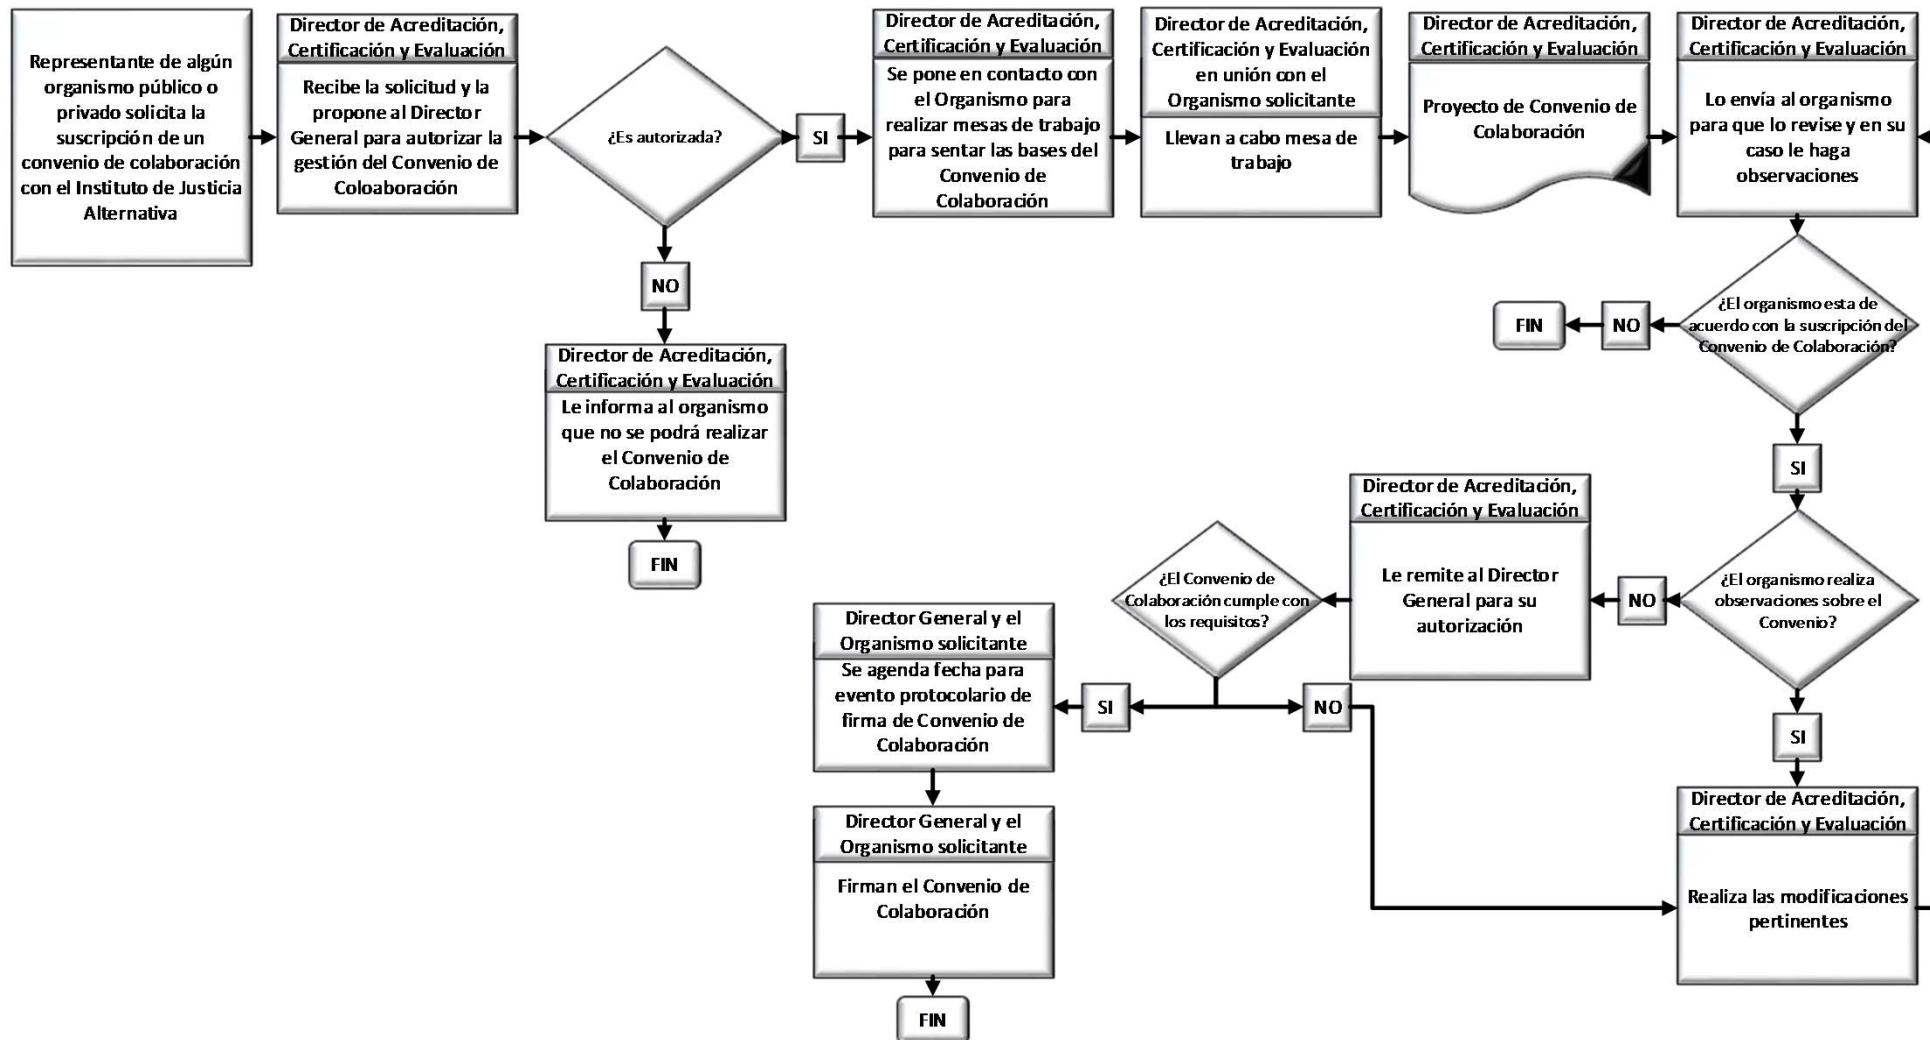 Representante de algún
organismo público o
privado solicita la
suscripción de un
convenio de colaboración
con el Instituto de Justicia
Alternativa
Director de Acreditación,
Certificación y Evaluación
Recibe la solicitud y la
propone al Director
General para autorizar la
gestión del Convenio de
Coloaboración
¿Es autorizada?
SI
Director de Acreditación,
Certificación y Evaluación
Se pone en contacto con
el Organismo para
realizar mesas de trabajo
para sentar las bases del
Convenio de
Colaboración
Director de Acreditación,
Certificación y Evaluación
en unión con el
Organismo solicitante
Llevan a cabo mesa de
trabajo
Director de Acreditación,
Certificación y Evaluación
Proyecto de Convenio de
Colaboración
Director de Acreditación,
Certificación y Evaluación
Lo envía al organismo
para que lo revise y en su
caso le haga
observaciones
NO
Director de Acreditación,
Certificación y Evaluación
Le informa al organismo
que no se podrá realizar
el Convenio de
Colaboración
FIN
¿El organismo esta de
acuerdo con la suscripción del
Convenio de Colaboración?
NO
FIN
SI
¿El organismo realiza
observaciones sobre el
Convenio?
NO
Director de Acreditación,
Certificación y Evaluación
Le remite al Director
General para su
autorización
¿El Convenio de
Colaboración cumple con
los requisitos?
SI
NO
Director General y el
Organismo solicitante
Se agenda fecha para
evento protocolario de
firma de Convenio de
Colaboración
Director General y el
Organismo solicitante
Firman el Convenio de
Colaboración
FIN
SI
Director de Acreditación,
Certificación y Evaluación
Realiza las modificaciones
pertinentes